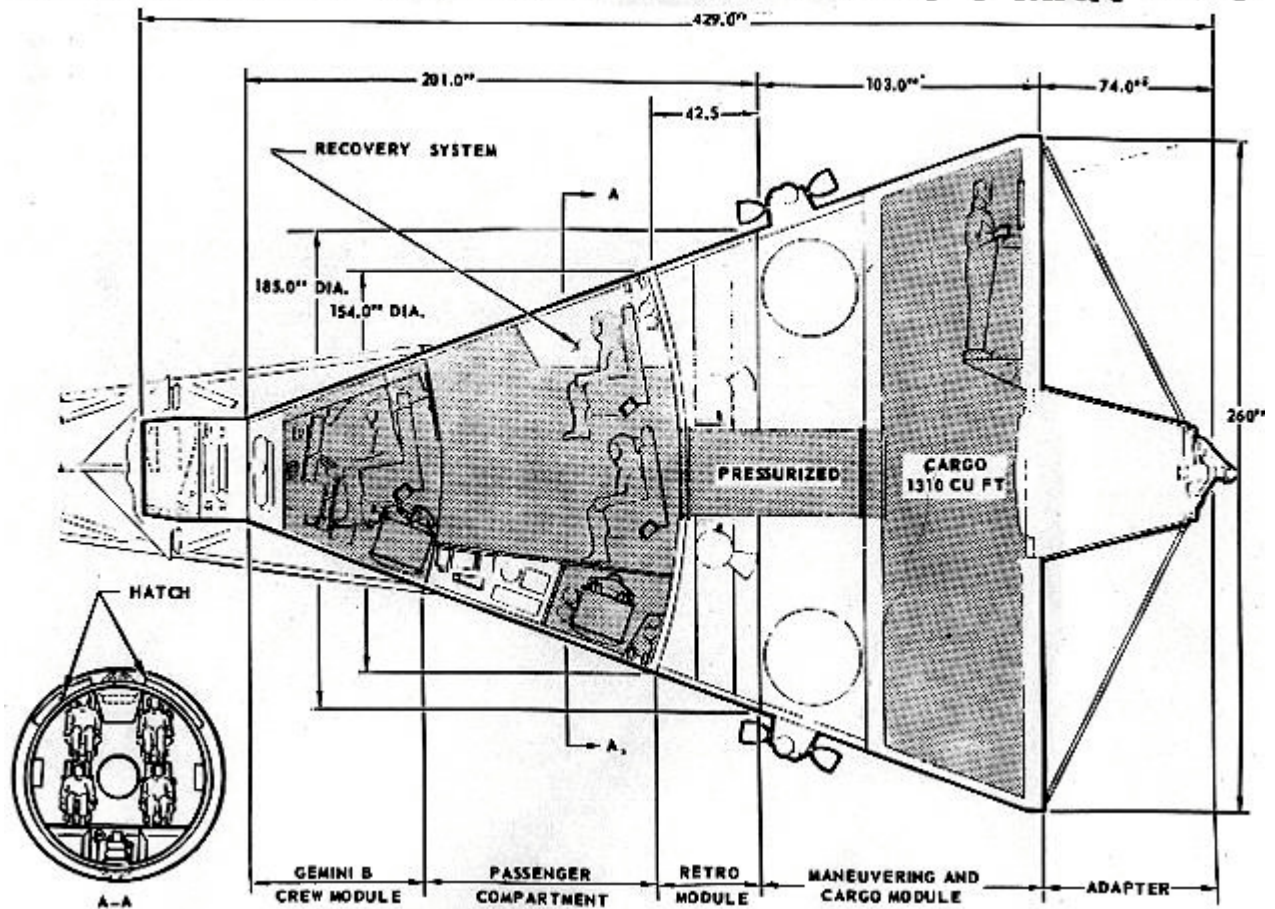 429.0"
201.0"
103.0"
74.0"
42.5
RECOVERY SYSTEM
A
185.0" DIA.
154.0" DIA.
260"
PRESSURIZED
CARGO
1310 CU FT
HATCH
A
A-A
GEMINI B
CREW MODULE
PASSENGER
COMPARTMENT
RETRO
MODULE
MANEUVERING AND
CARGO MODULE
ADAPTER